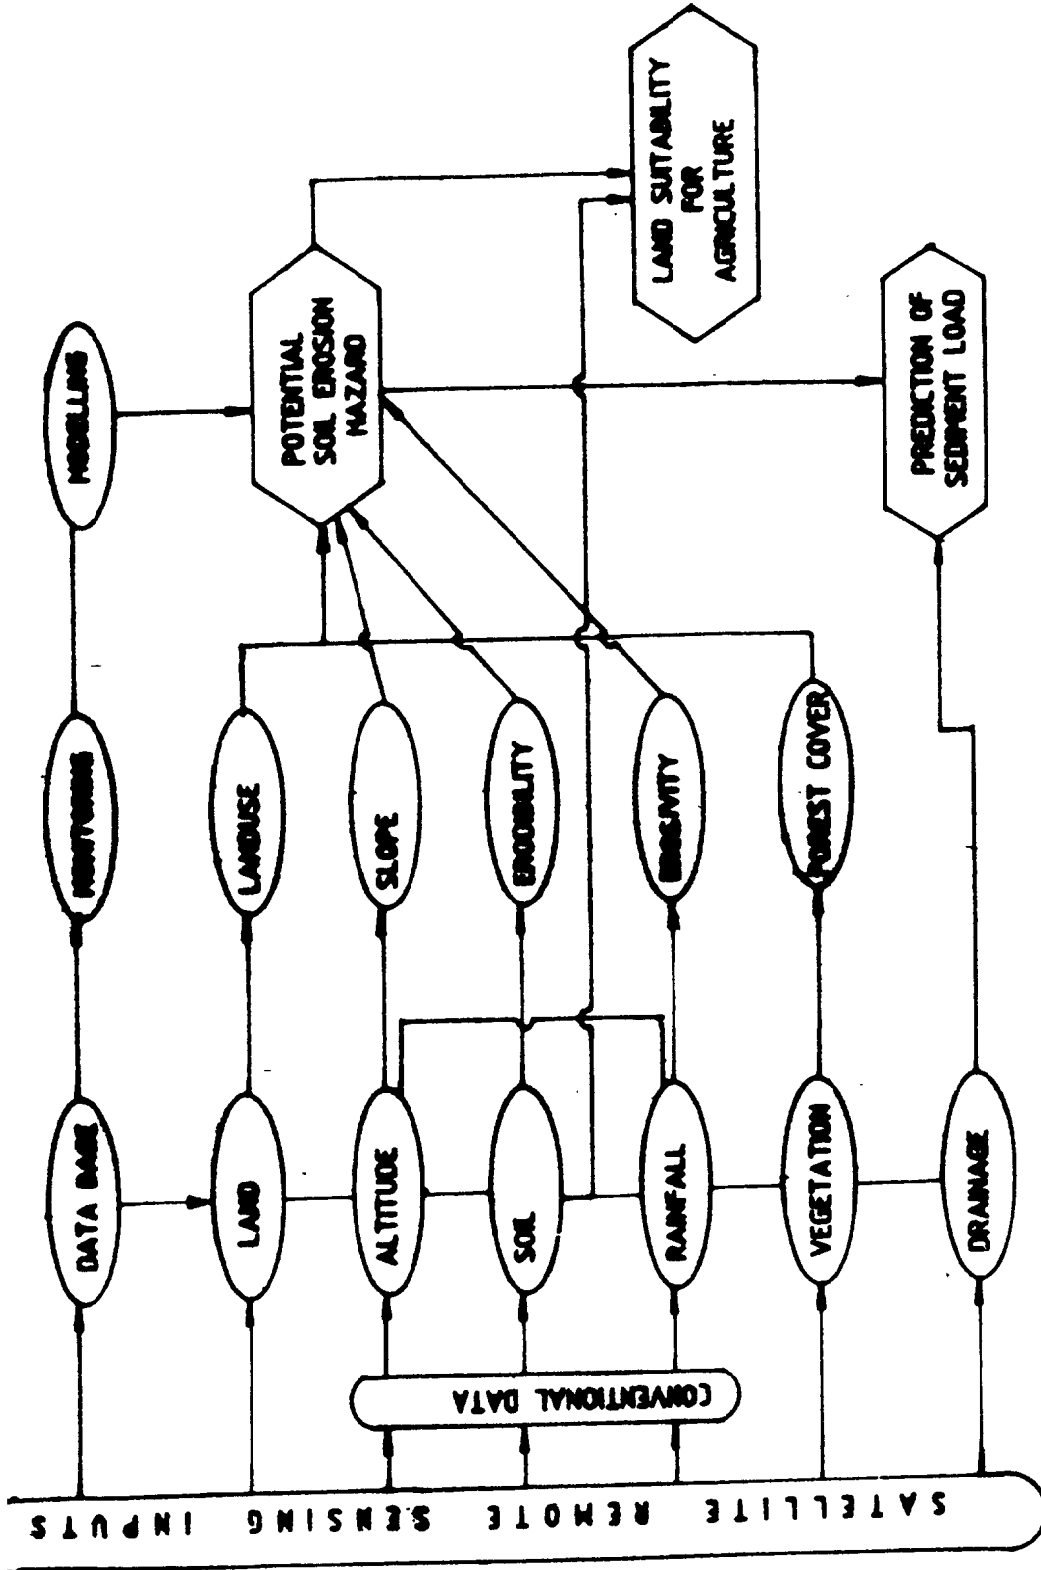 SATELLITE REMOTE SENSING INPUTS
CONVENTIONAL DATA
DATA BASE
MONITORING
MODELLING
LAND
LANDUSE
ALTITUDE
SLOPE
SOIL
ERODIBILITY
RAINFALL
EROSIVITY
VEGETATION
FOREST COVER
DRAINAGE
POTENTIAL
SOIL EROSION
HAZARD
LAND SUITABILITY
FOR
AGRICULTURE
PREDICTION OF
SEDIMENT LOAD